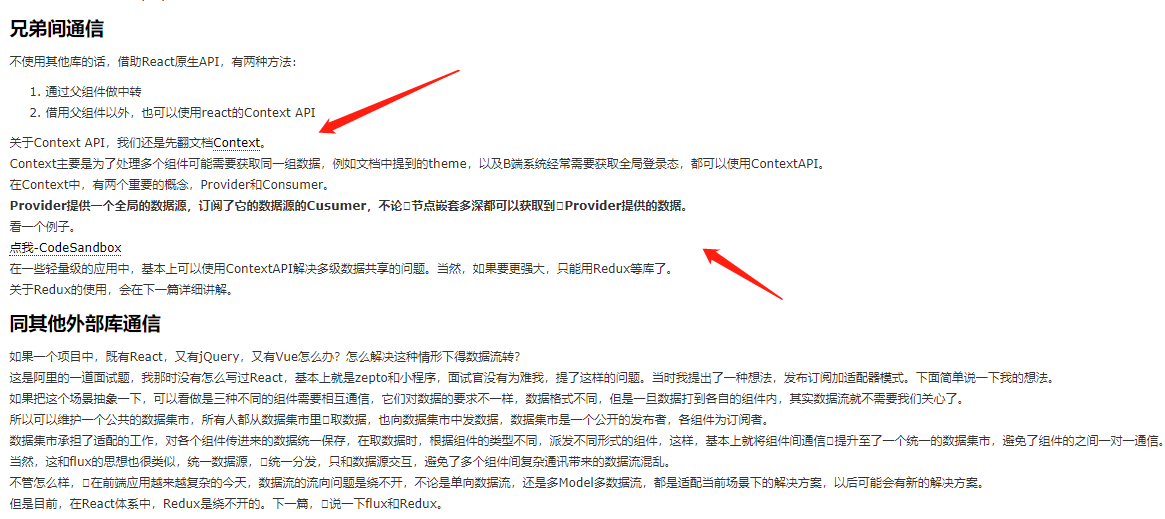 兄弟间通信
不使用其他库的话，借助React原生API，有两种方法：
1. 通过父组件做中转
2. 借用父组件以外，也可以使用react的Context API
关于Context API，我们还是先翻文档Context。
Context主要是为了处理多个组件可能需要获取同一组数据，例如文档中提到的theme，以及B端系统经常需要获取全局登录态，都可以使用ContextAPI。
在Context中，有两个重要的概念，Provider和Consumer。
Provider提供一个全局的数据源，订阅了它的数据源的Cusumer，不论▯节点嵌套多深都可以获取到▯Provider提供的数据。
看一个例子。
点我-CodeSandbox
在一些轻量级的应用中，基本上可以使用ContextAPI解决多级数据共享的问题。当然，如果要更强大，只能用Redux等库了。
关于Redux的使用，会在下一篇详细讲解。
同其他外部库通信
如果一个项目中，既有React，又有jQuery，又有Vue怎么办？怎么解决这种情形下得数据流转？
这是阿里的一道面试题，我那时没有怎么写过React，基本上就是zepto和小程序，面试官没有为难我，提了这样的问题。当时我提出了一种想法，发布订阅加适配器模式。下面简单说一下我的想法。
如果把这个场景抽象一下，可以看做是三种不同的组件需要相互通信，它们对数据的要求不一样，数据格式不同，但是一旦数据打到各自的组件内，其实数据流就不需要我们关心了。
所以可以维护一个公共的数据集市，所有人都从数据集市里▯取数据，也向数据集市中发数据，数据集市是一个公开的发布者，各组件为订阅者。
数据集市承担了适配的工作，对各个组件传进来的数据统一保存，在取数据时，根据组件的类型不同，派发不同形式的组件，这样，基本上就将组件间通信▯提升至了一个统一的数据集市，避免了组件的之间一对一通信。
当然，这和flux的思想也很类似，统一数据源，▯统一分发，只和数据源交互，避免了多个组件间复杂通讯带来的数据流混乱。
不管怎么样，▯在前端应用越来越复杂的今天，数据流的流向问题是绕不开，不论是单向数据流，还是多Model多数据流，都是适配当前场景下的解决方案，以后可能会有新的解决方案。
但是目前，在React体系中，Redux是绕不开的。下一篇，▯说一下flux和Redux。